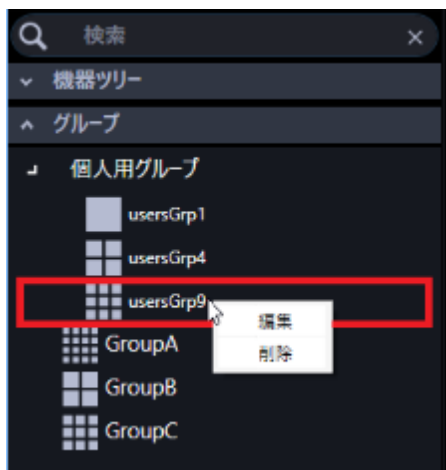 検索
機器ツリー
グループ
個人用グループ
usersGrp1
usersGrp4
usersGrp9
編集
GroupA
削除
GroupB
GroupC